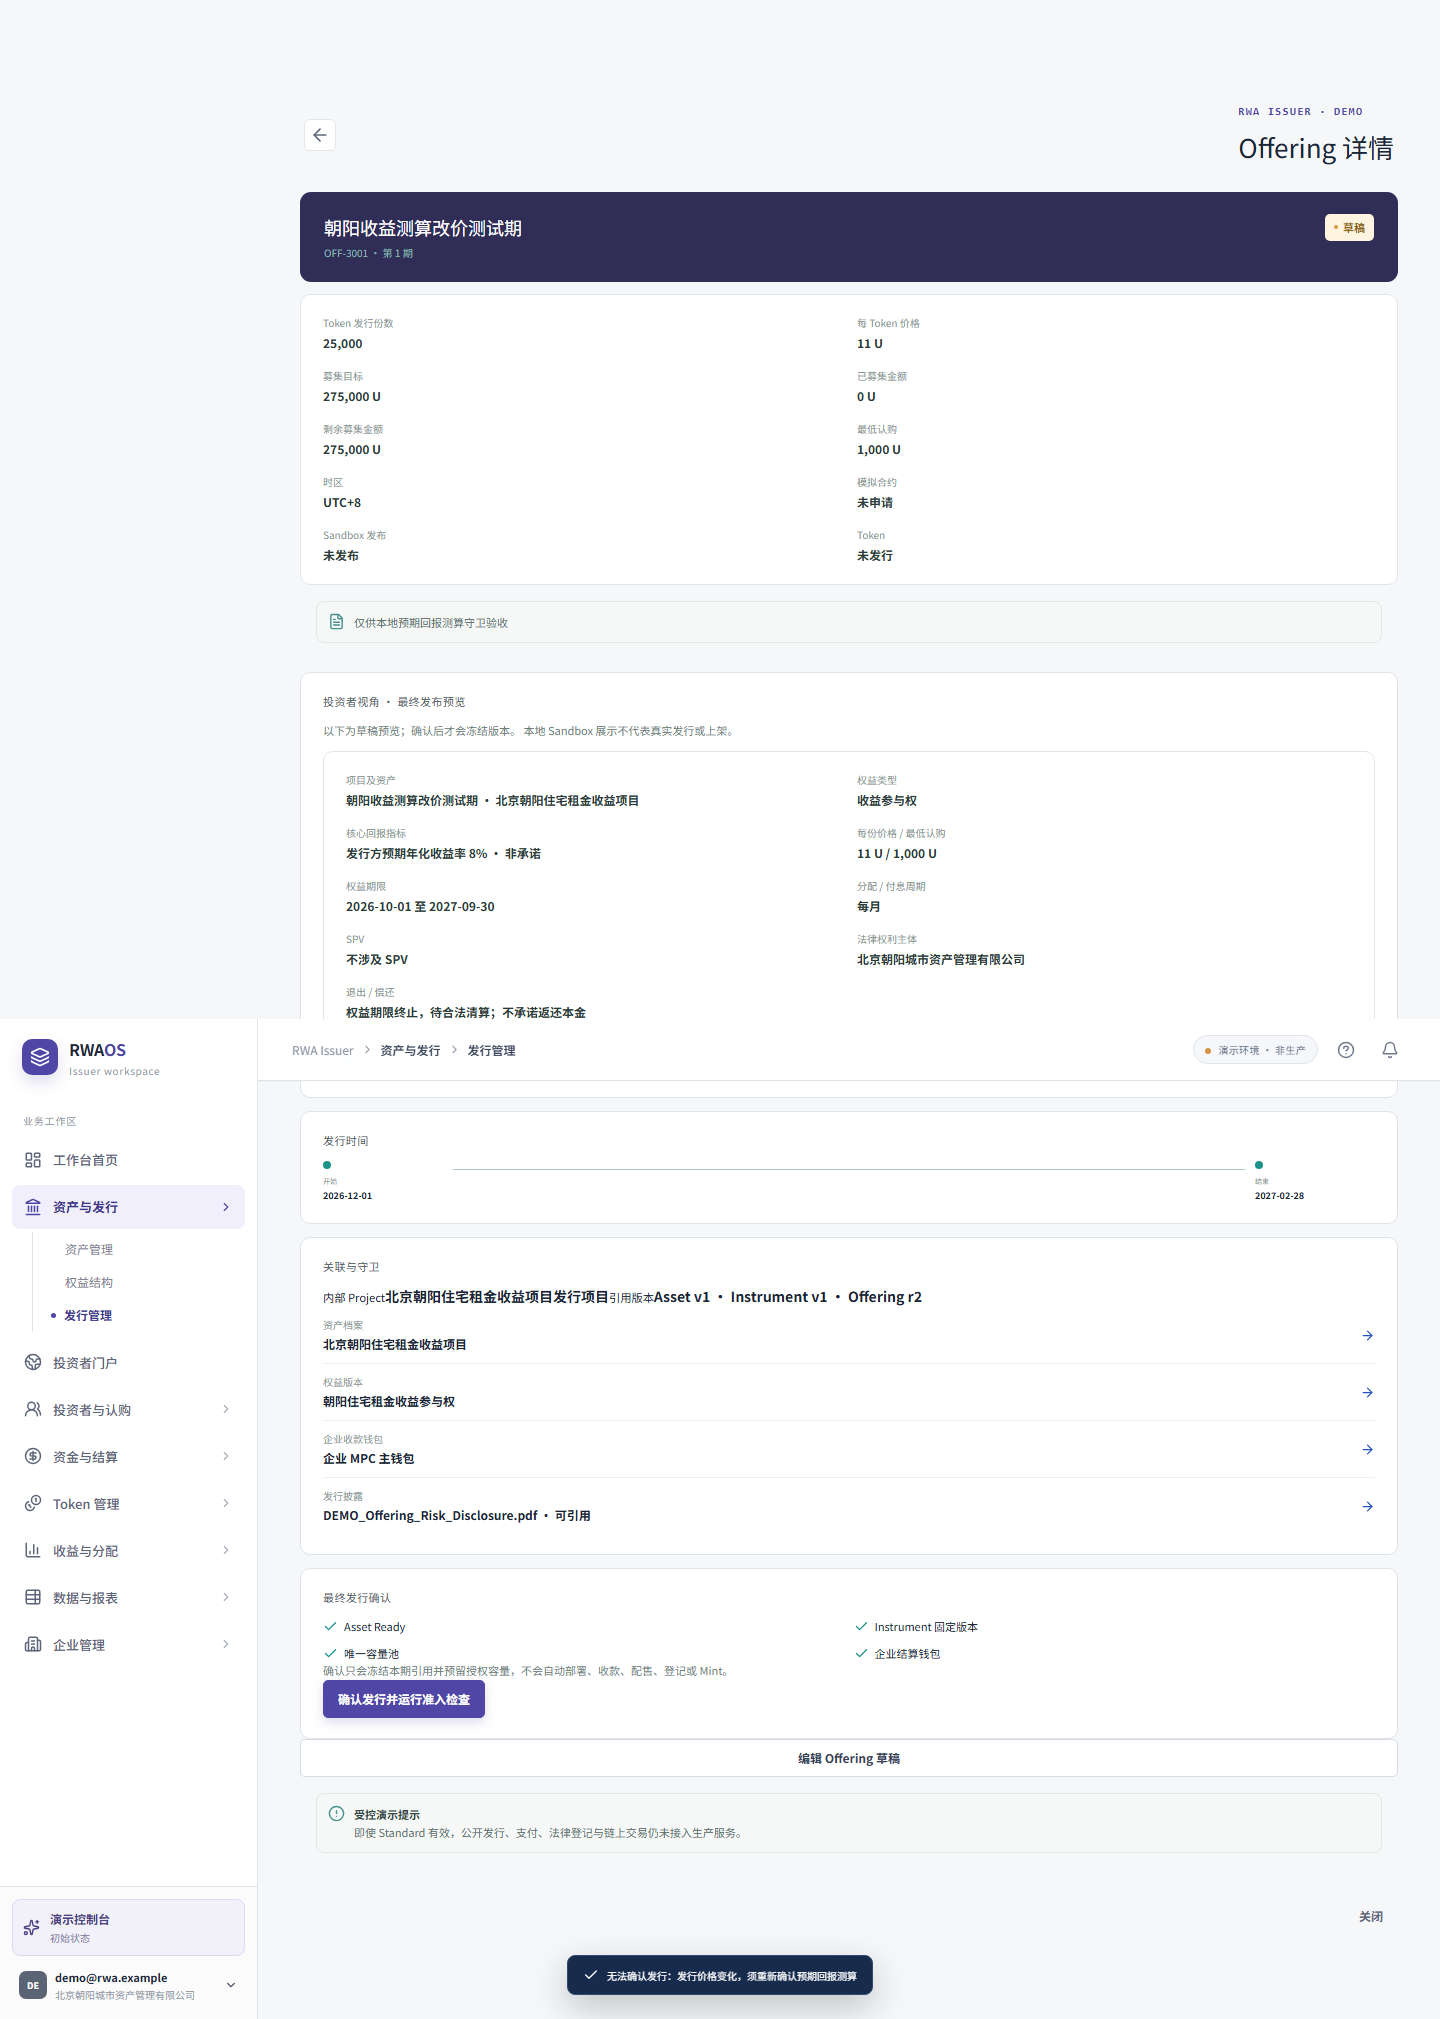 RWA ISSUER · DEMO
Offering 详情
朝阳收益测算改价测试期
OFF-3001 · 第 1 期
草稿
Token 发行份数
25,000
每 Token 价格
11 U
募集目标
275,000 U
已募集金额
0 U
剩余募集金额
275,000 U
最低认购
1,000 U
时区
UTC+8
模拟合约
未申请
Sandbox 发布
未发布
Token
未发行
仅供本地预期回报测算守卫验收
投资者视角 · 最终发布预览
以下为草稿预览；确认后才会冻结版本。 本地 Sandbox 展示不代表真实发行或上架。
项目及资产
朝阳收益测算改价测试期 · 北京朝阳住宅租金收益项目
权益类型
收益参与权
核心回报指标
发行方预期年化收益率 8% · 非承诺
每份价格 / 最低认购
11 U / 1,000 U
权益期限
2026-10-01 至 2027-09-30
分配 / 付息周期
每月
SPV
不涉及 SPV
法律权利主体
北京朝阳城市资产管理有限公司
退出 / 偿还
权益期限终止，待合法清算；不承诺返还本金
RWAOS
Issuer workspace
RWA Issuer
资产与发行
发行管理
演示环境 · 非生产
业务工作区
工作台首页
资产与发行
资产管理
权益结构
发行管理
投资者门户
投资者与认购
资金与结算
Token 管理
收益与分配
数据与报表
企业管理
演示控制台
初始状态
DE
demo@rwa.example
北京朝阳城市资产管理有限公司
发行时间
开始
2026-12-01
结束
2027-02-28
关联与守卫
内部 Project北京朝阳住宅租金收益项目发行项目引用版本Asset v1 · Instrument v1 · Offering r2
资产档案
北京朝阳住宅租金收益项目
权益版本
朝阳住宅租金收益参与权
企业收款钱包
企业 MPC 主钱包
发行披露
DEMO_Offering_Risk_Disclosure.pdf · 可引用
最终发行确认
Asset Ready
Instrument 固定版本
唯一容量池
企业结算钱包
确认只会冻结本期引用并预留授权容量，不会自动部署、收款、配售、登记或 Mint。
确认发行并运行准入检查
编辑 Offering 草稿
受控演示提示
即使 Standard 有效，公开发行、支付、法律登记与链上交易仍未接入生产服务。
关闭
无法确认发行：发行价格变化，须重新确认预期回报测算